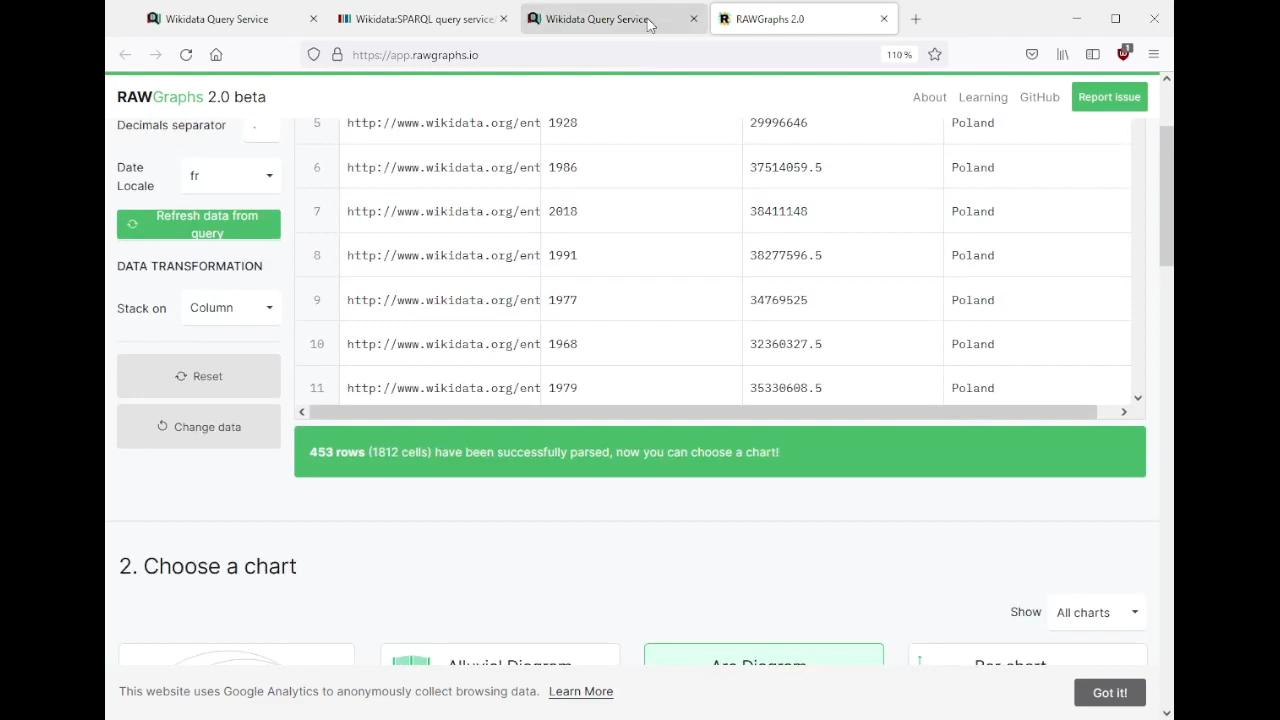 Wikidata Query Service
Wikidata:SPARQL query service/
Wikidata Query Service
RAWGraphs 2.0
https://app.rawgraphs.io
110%
1
RAWGraphs 2.0 beta
About
Learning
GitHub
Report issue
Decimals separator
.
Date
Locale
fr
Refresh data from
query
DATA TRANSFORMATION
Stack on
Column
Reset
Change data
5 http://www.wikidata.org/ent 1928 29996646 Poland
6 http://www.wikidata.org/ent 1986 37514059.5 Poland
7 http://www.wikidata.org/ent 2018 38411148 Poland
8 http://www.wikidata.org/ent 1991 38277596.5 Poland
9 http://www.wikidata.org/ent 1977 34769525 Poland
10 http://www.wikidata.org/ent 1968 32360327.5 Poland
11 http://www.wikidata.org/ent 1979 35330608.5 Poland
453 rows (1812 cells) have been successfully parsed, now you can choose a chart!
2. Choose a chart
Show
All charts
Alluvial Diagram
Arc Diagram
Bar chart
This website uses Google Analytics to anonymously collect browsing data. Learn More
Got it!